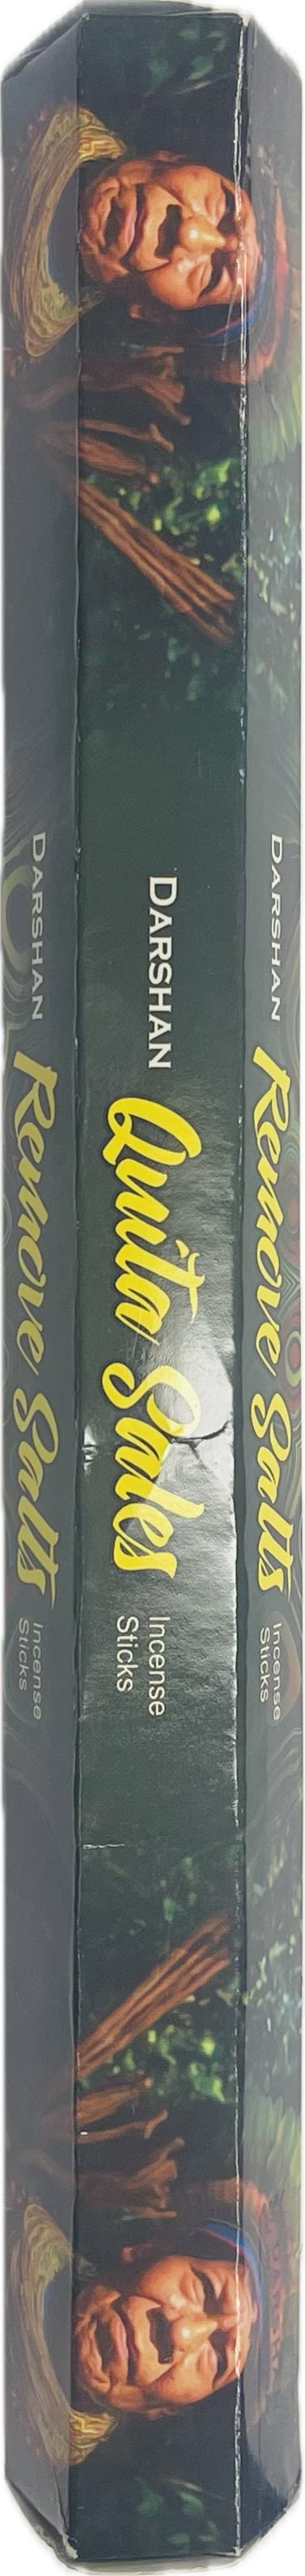 DARSHAN
Remove Salts
Incense
Sticks
DARSHAN
Quita Sales
Incense
Sticks
DARSHAN
Remove Salts
Incense
Sticks